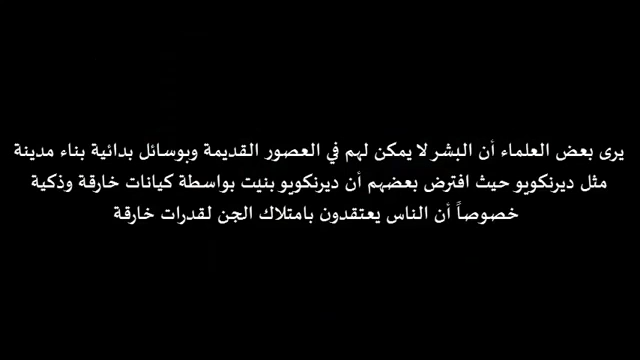 يرى بعض العلماء أن البشر لا يمكن لهم في العصور القديمة وبوسائل بدائية بناء مدينة
مثل ديرنكويو حيث افترض بعضهم أن ديرنكويو بنيت بواسطة كيانات خارقة وذكية
خصوصاً أن الناس يعتقدون بامتلاك الجن لقدرات خارقة